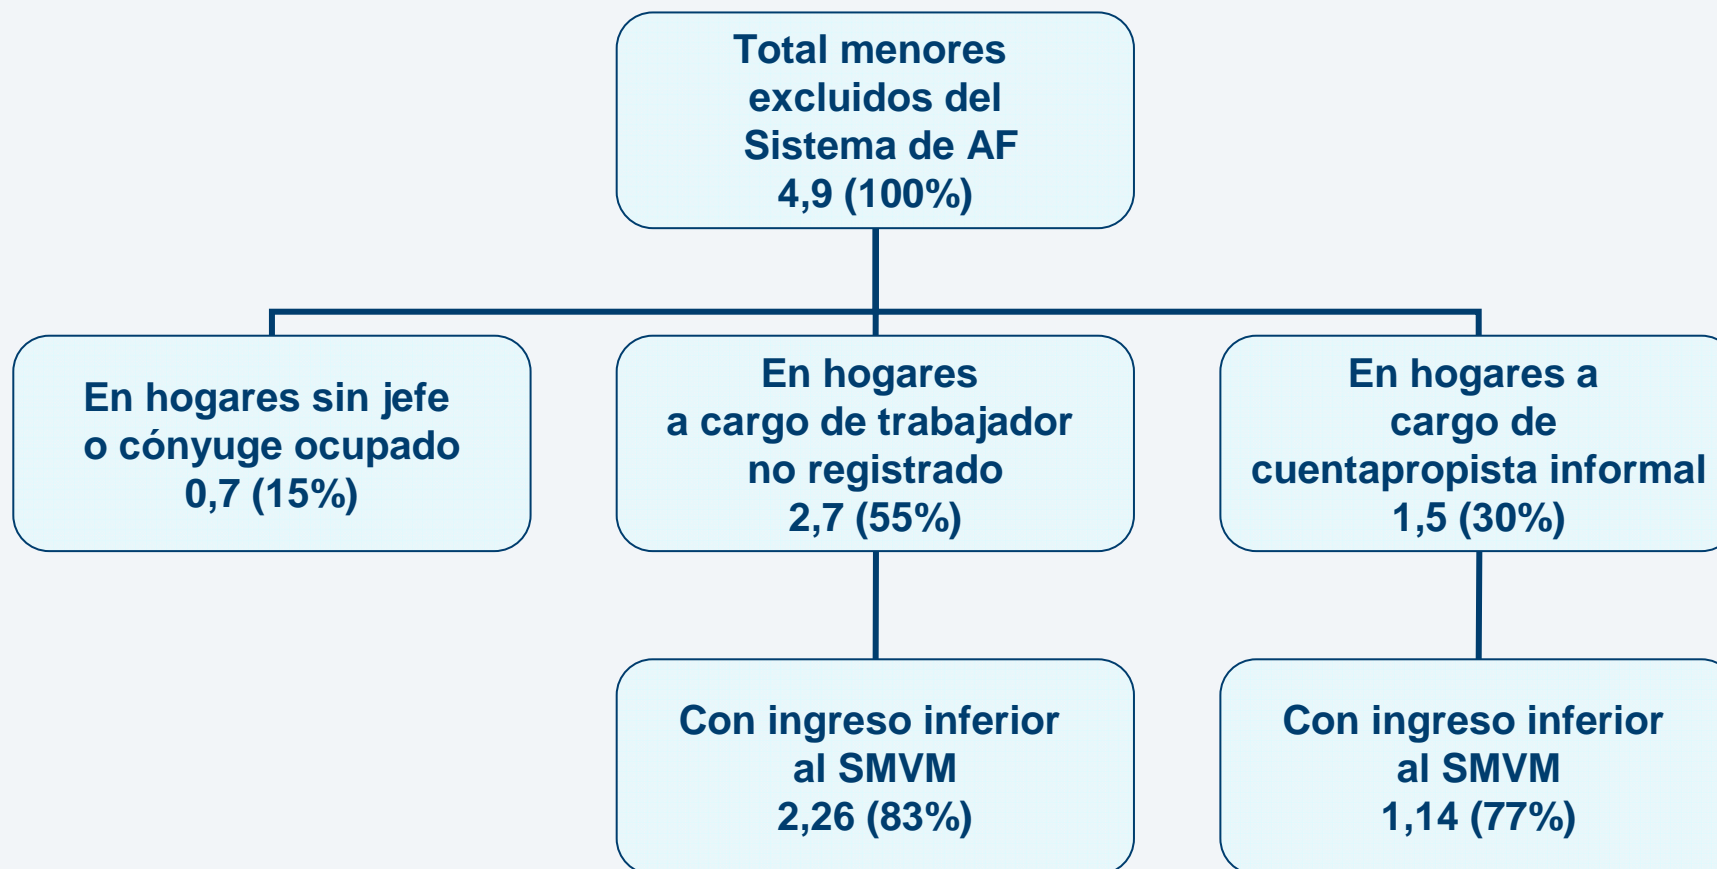 Total menores
excluidos del
Sistema de AF
4,9 (100%)
En hogares sin jefe
o cónyuge ocupado
0,7 (15%)
En hogares
a cargo de trabajador
no registrado
2,7 (55%)
En hogares a
cargo de
cuentapropista informal
1,5 (30%)
Con ingreso inferior
al SMVM
2,26 (83%)
Con ingreso inferior
al SMVM
1,14 (77%)